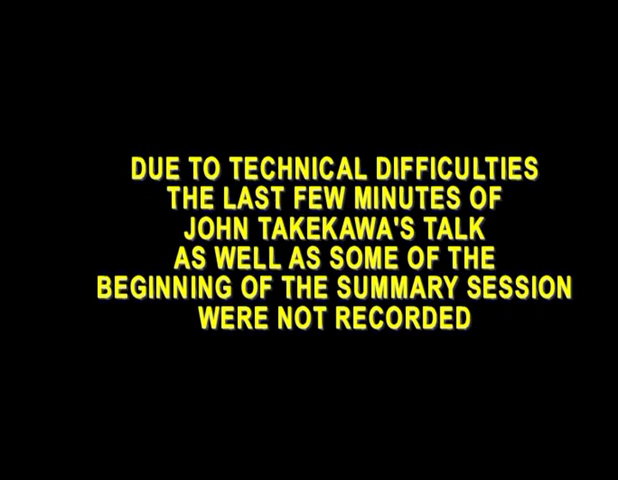 DUE TO TECHNICAL DIFFICULTIES
THE LAST FEW MINUTES OF
JOHN TAKEKAWA'S TALK
AS WELL AS SOME OF THE
BEGINNING OF THE SUMMARY SESSION
WERE NOT RECORDED